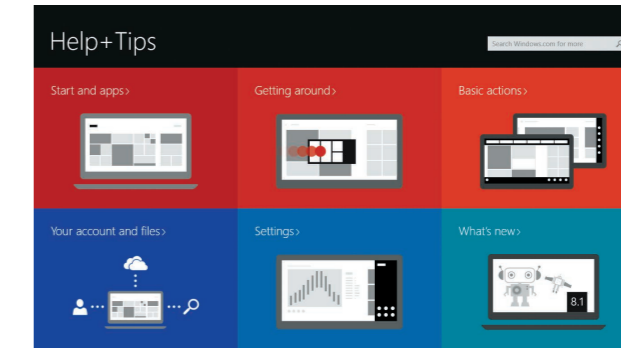 Help+Tips
Search Windows.com for more
Start and apps>
Getting around>
Basic actions>
Your account and files>
Settings>
What's new>
8.1